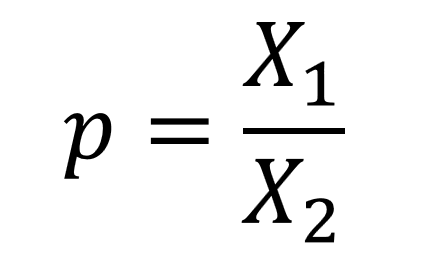 p = X₁ / X₂